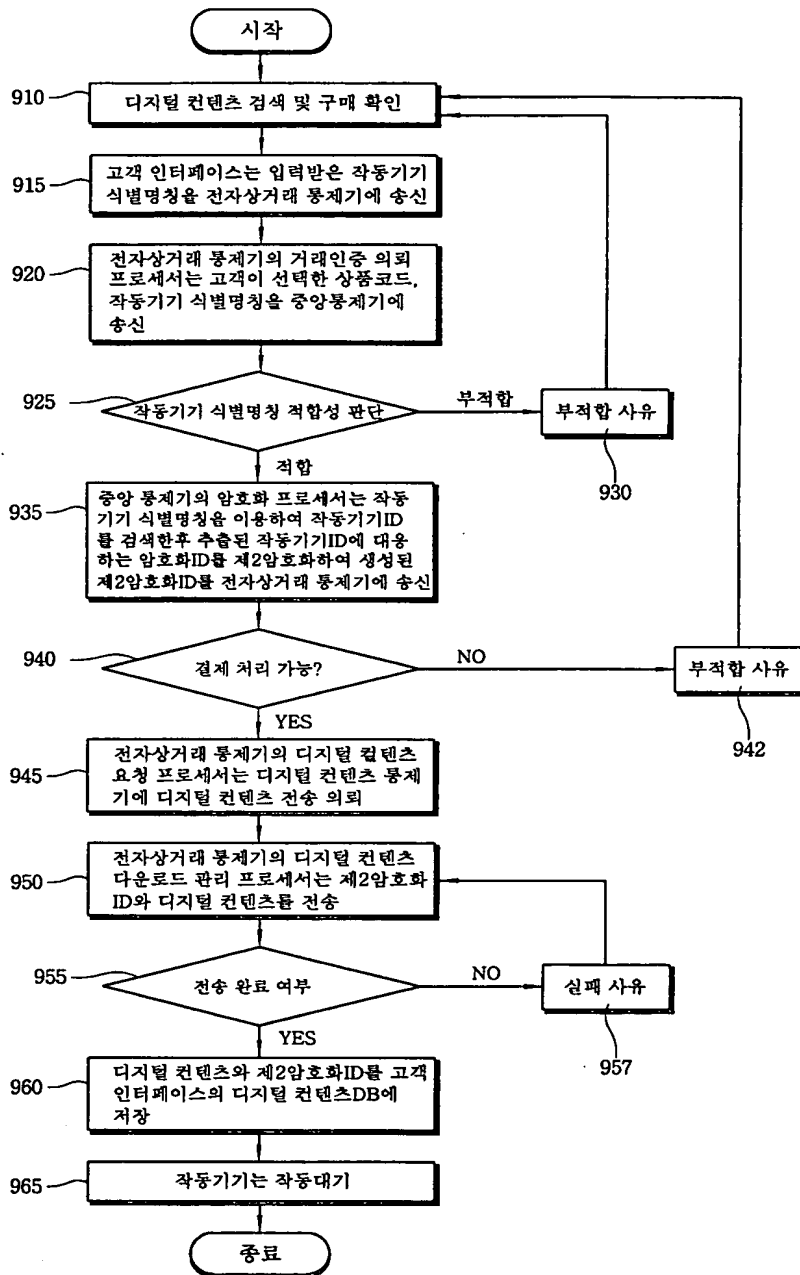 시작
910
디지털 컨텐츠 검색 및 구매 확인
915
고객 인터페이스는 입력받은 작동기기
식별명칭을 전자상거래 통제기에 송신
920
전자상거래 통제기의 거래인증 의뢰
프로세서는 고객이 선택한 상품코드,
작동기기 식별명칭을 중앙통제기에
송신
925
작동기기 식별명칭 적합성 판단
부적합
부적합 사유
930
적합
935
중앙 통제기의 암호화 프로세서는 작동
기기 식별명칭을 이용하여 작동기기ID
를 검색한후 추출된 작동기기ID에 대응
하는 암호화ID를 제2암호화하여 생성된
제2암호화ID를 전자상거래 통제기에 송신
940
결제 처리 가능?
NO
부적합 사유
942
YES
945
전자상거래 통제기의 디지털 컨텐츠
요청 프로세서는 디지털 컨텐츠 통제
기에 디지털 컨텐츠 전송 의뢰
950
전자상거래 통제기의 디지털 컨텐츠
다운로드 관리 프로세서는 제2암호화
ID와 디지털 컨텐츠를 전송
955
전송 완료 여부
NO
실패 사유
957
YES
960
디지털 컨텐츠와 제2암호화ID를 고객
인터페이스의 디지털 컨텐츠DB에
저장
965
작동기기는 작동대기
종료